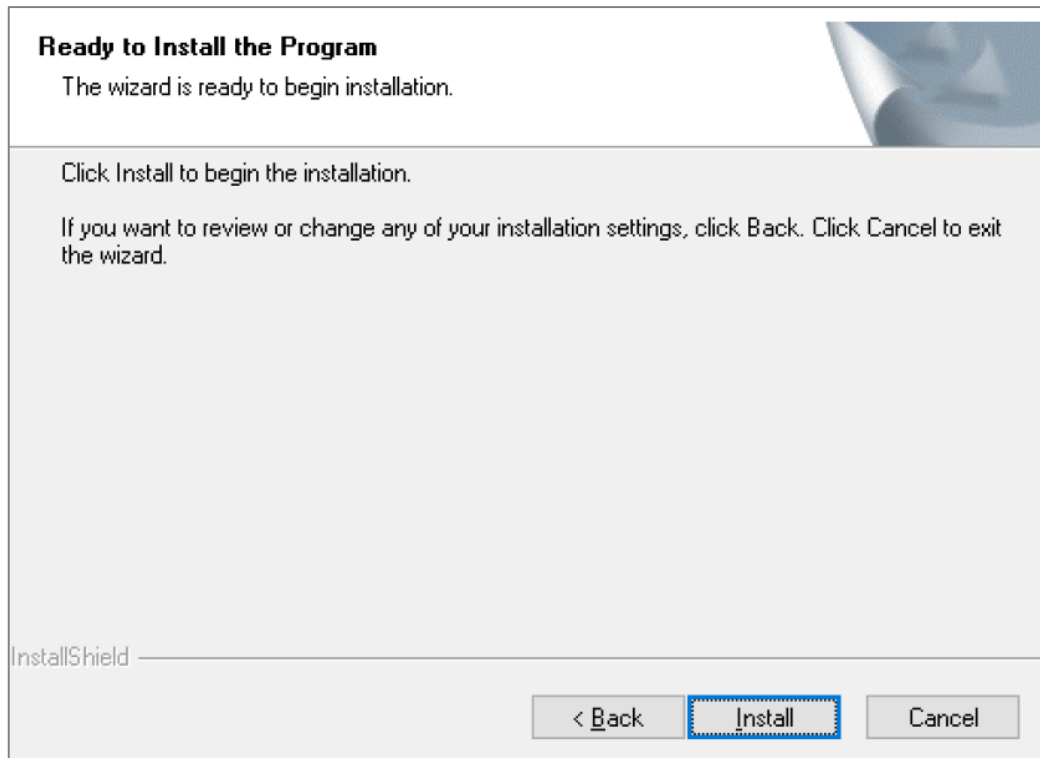 Ready to Install the Program
The wizard is ready to begin installation.
Click Install to begin the installation.
If you want to review or change any of your installation settings, click Back. Click Cancel to exit
the wizard.
InstallShield
< Back
Install
Cancel